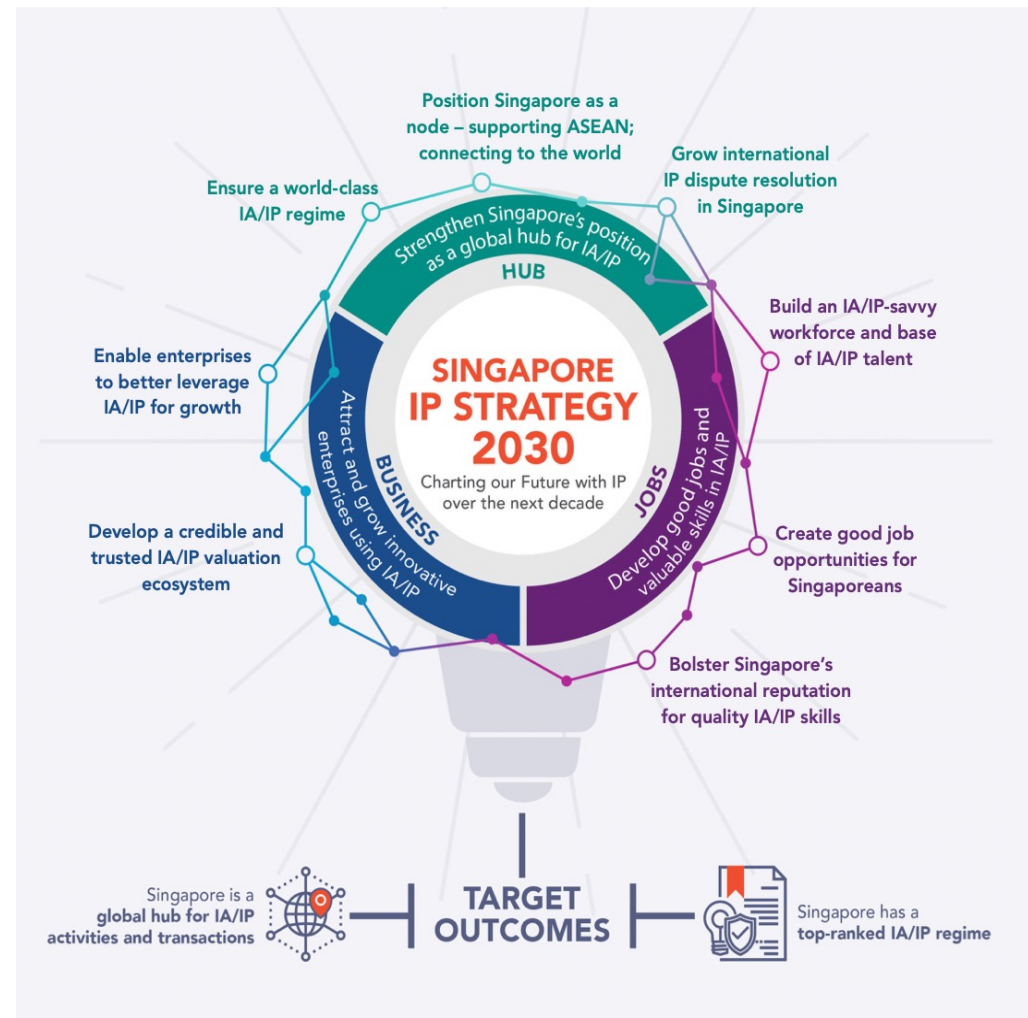 Position Singapore as a
node – supporting ASEAN;
connecting to the world
Grow international
IP dispute resolution
in Singapore
Ensure a world-class
IA/IP regime
Strengthen Singapore's position
as a global hub for IA/IP
HUB
Build an IA/IP-savvy
workforce and base
of IA/IP talent
Enable enterprises
to better leverage
IA/IP for growth
SINGAPORE
IP STRATEGY
2030
Charting our Future with IP
over the next decade
Attract and grow innovative
enterprises using IA/IP
BUSINESS
JOBS
Develop good jobs and
valuable skills in IA/IP
Develop a credible and
trusted IA/IP valuation
ecosystem
Create good job
opportunities for
Singaporeans
Bolster Singapore's
international reputation
for quality IA/IP skills
TARGET
OUTCOMES
Singapore is a
global hub for IA/IP
activities and transactions
Singapore has a
top-ranked IA/IP regime